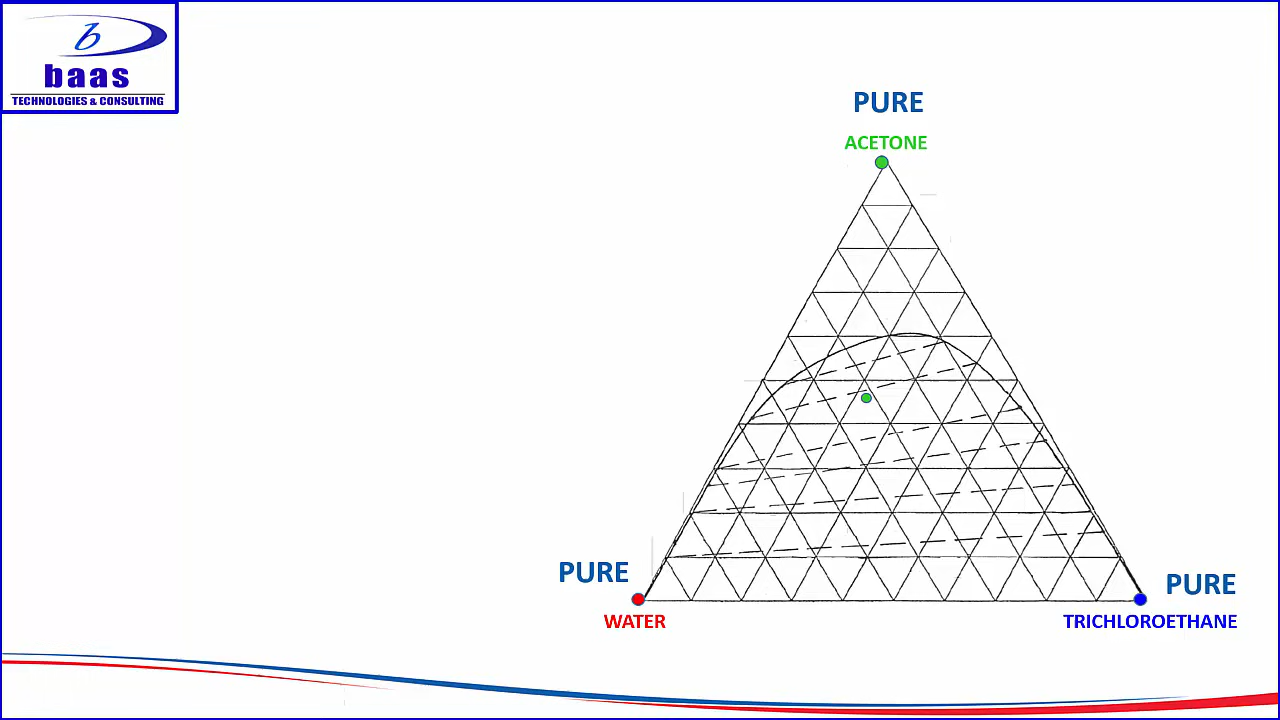 b
baas
TECHNOLOGIES & CONSULTING
PURE
ACETONE
PURE
WATER
PURE
TRICHLOROETHANE